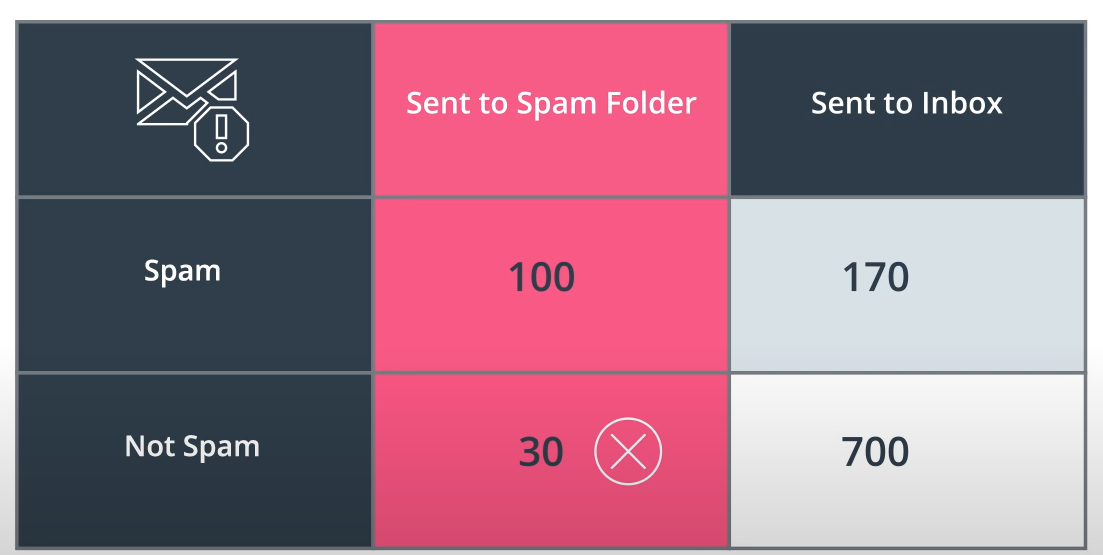 Sent to Spam Folder
Sent to Inbox
Spam
100
170
Not Spam
30
700